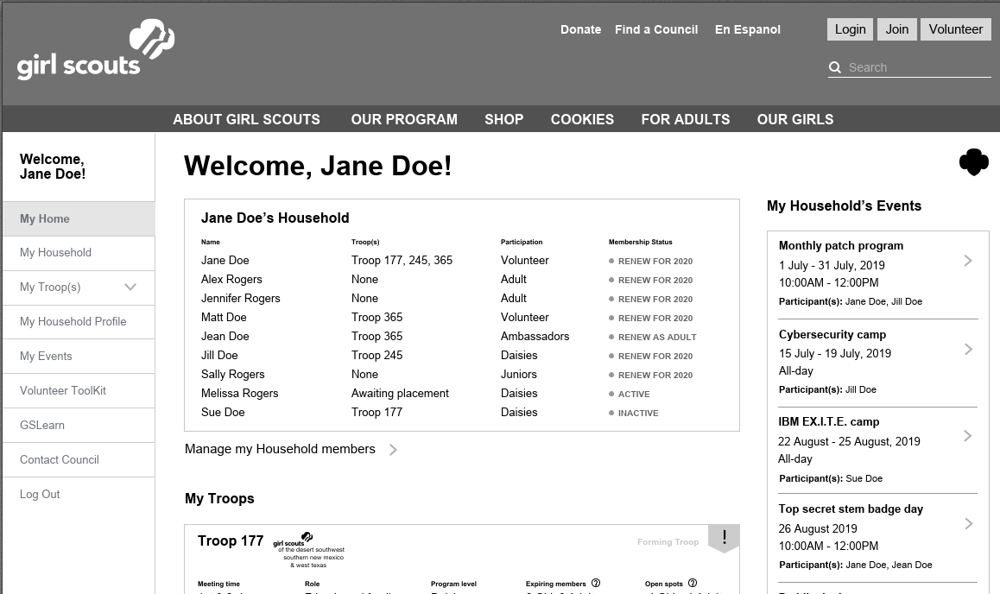 girl scouts
Donate Find a Council En Espanol
Login Join Volunteer
Search
ABOUT GIRL SCOUTS OUR PROGRAM SHOP COOKIES FOR ADULTS OUR GIRLS
Welcome,
Jane Doe!
My Home
My Household
My Troop(s)
My Household Profile
My Events
Volunteer ToolKit
GSLearn
Contact Council
Log Out
Welcome, Jane Doe!
Jane Doe’s Household
Name Troop(s) Participation Membership Status
Jane Doe Troop 177, 245, 365 Volunteer RENEW FOR 2020
Alex Rogers None Adult RENEW FOR 2020
Jennifer Rogers None Adult RENEW FOR 2020
Matt Doe Troop 365 Volunteer RENEW FOR 2020
Jean Doe Troop 365 Ambassadors RENEW AS ADULT
Jill Doe Troop 245 Daisies RENEW FOR 2020
Sally Rogers None Juniors RENEW FOR 2020
Melissa Rogers Awaiting placement Daisies ACTIVE
Sue Doe Troop 177 Daisies INACTIVE
Manage my Household members
My Troops
Troop 177
girl scouts
of the desert southwest
southern new mexico
& west texas
Forming Troop !
Meeting time Role Program level Expiring members ? Open spots ?
My Household’s Events
Monthly patch program
1 July - 31 July, 2019
10:00AM - 12:00PM
Participant(s): Jane Doe, Jill Doe
Cybersecurity camp
15 July - 19 July, 2019
All-day
Participant(s): Jill Doe
IBM EX.I.T.E. camp
22 August - 25 August, 2019
All-day
Participant(s): Sue Doe
Top secret stem badge day
26 August 2019
10:00AM - 12:00PM
Participant(s): Jane Doe, Jean Doe